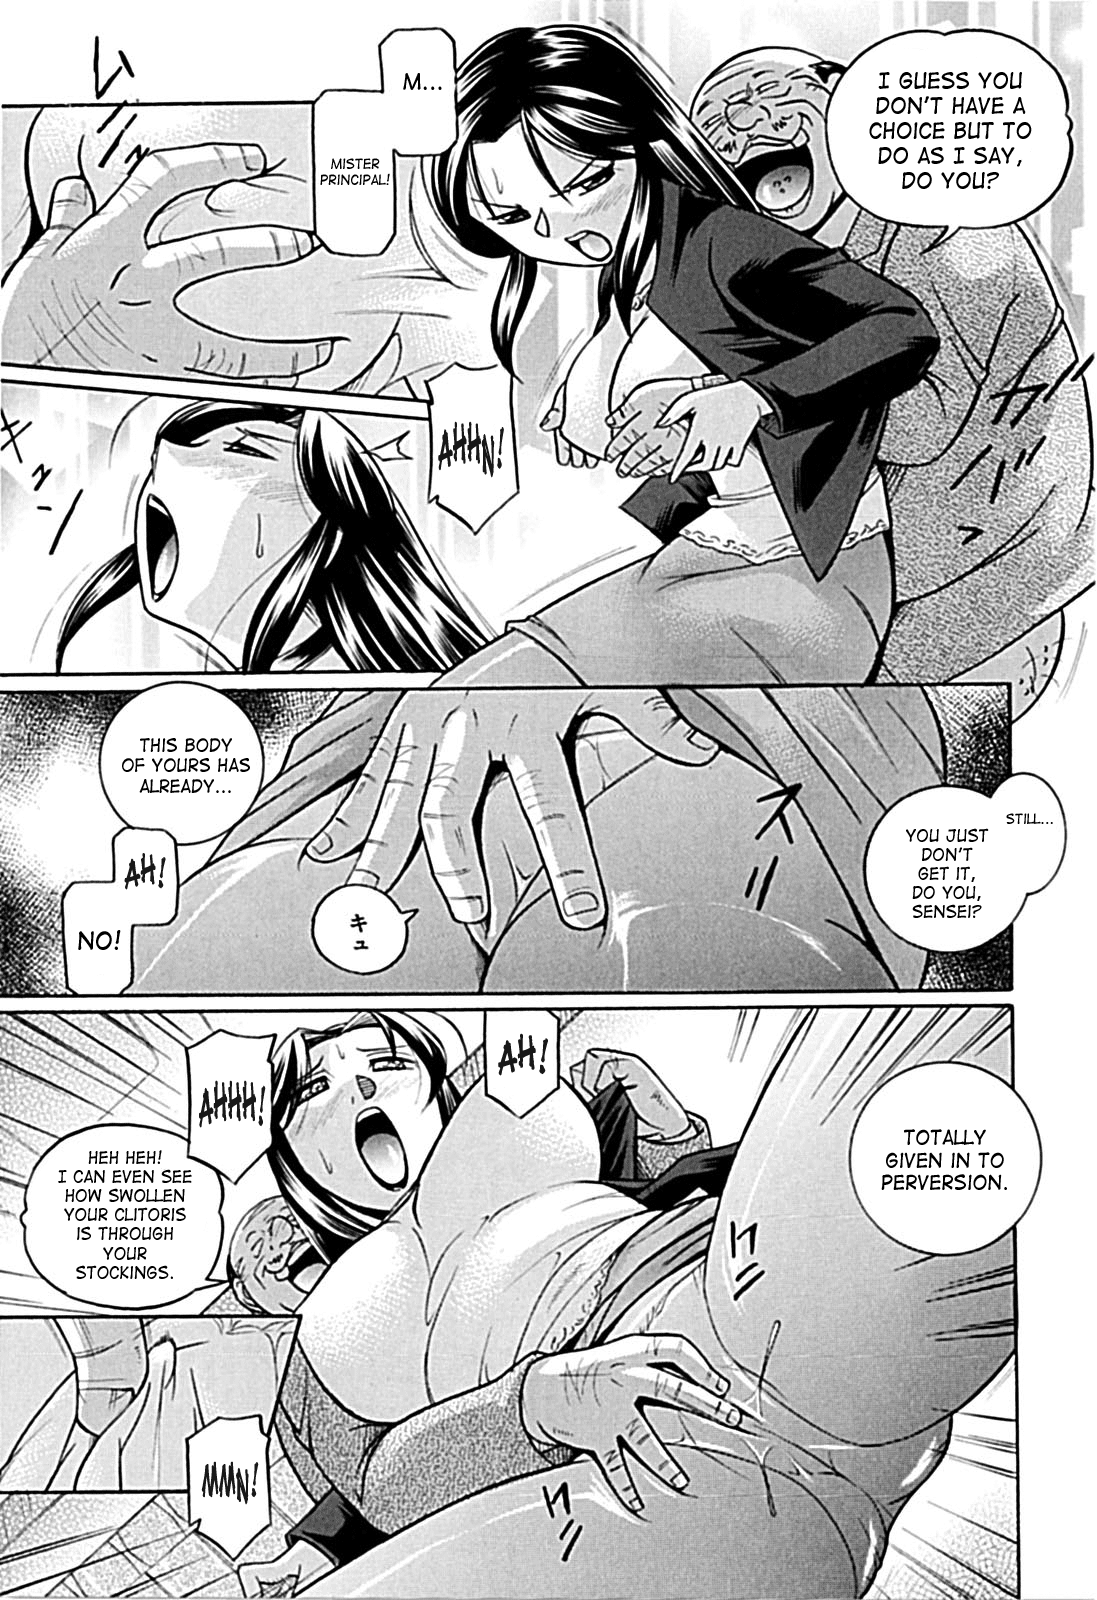 I GUESS YOU
DON'T HAVE A
CHOICE BUT TO
DO AS I SAY,
DO YOU?
M...
MISTER
PRINCIPAL!
AHHN!
STILL...
YOU JUST
DON'T
GET IT,
DO YOU,
SENSEI?
THIS BODY
OF YOURS HAS
ALREADY...
AH!
NO!
キュ
TOTALLY
GIVEN IN TO
PERVERSION.
AH!
AHHH!
HEH HEH!
I CAN EVEN SEE
HOW SWOLLEN
YOUR CLITORIS
IS THROUGH
YOUR
STOCKINGS.
MMN!